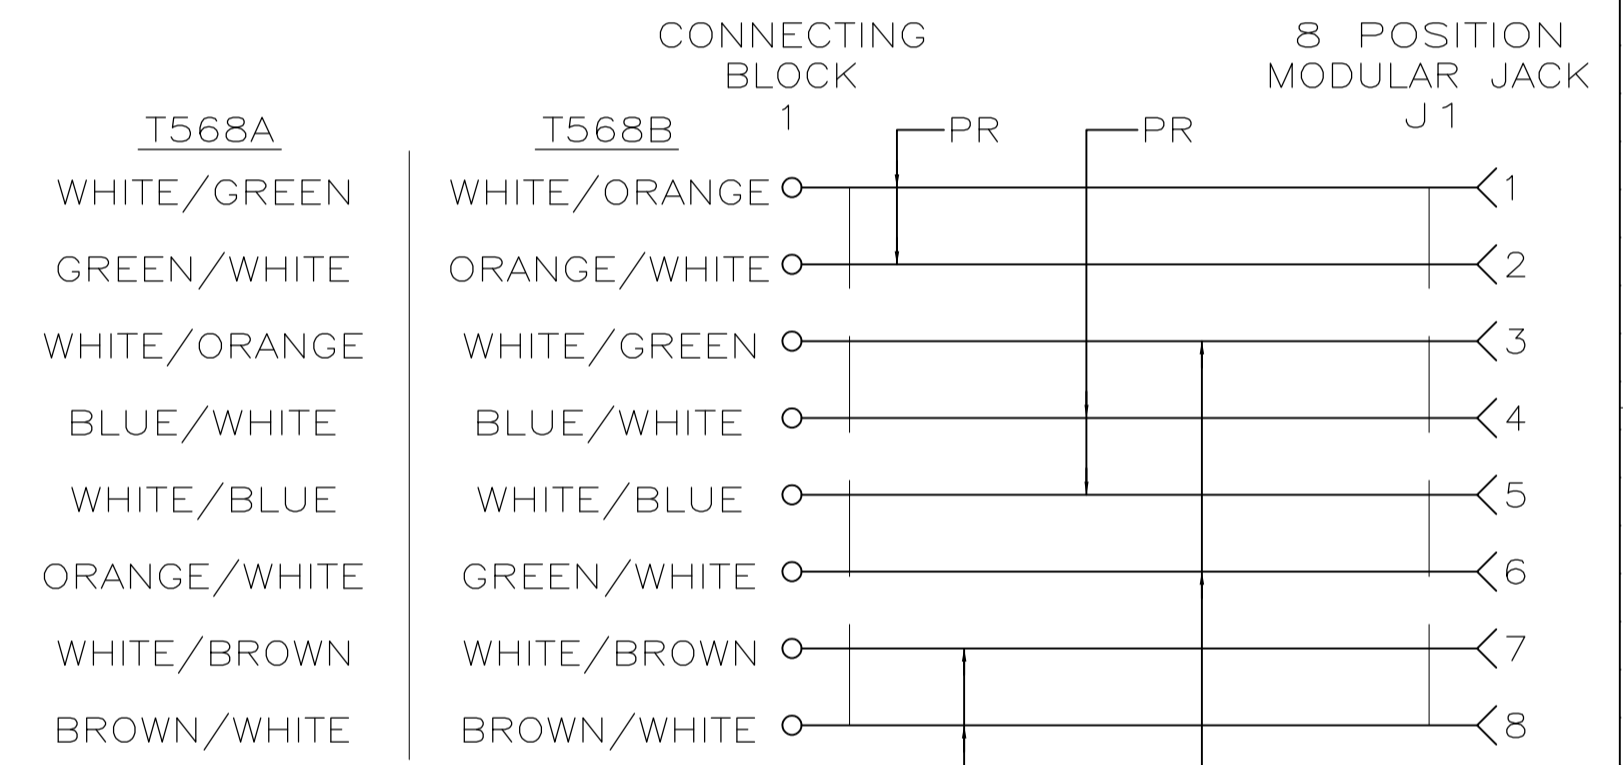 CONNECTING
BLOCK
1
8 POSITION
MODULAR JACK
J1
T568A T568B PR PR
WHITE/GREEN WHITE/ORANGE 1
GREEN/WHITE ORANGE/WHITE 2
WHITE/ORANGE WHITE/GREEN 3
BLUE/WHITE BLUE/WHITE 4
WHITE/BLUE WHITE/BLUE 5
ORANGE/WHITE GREEN/WHITE 6
WHITE/BROWN WHITE/BROWN 7
BROWN/WHITE BROWN/WHITE 8